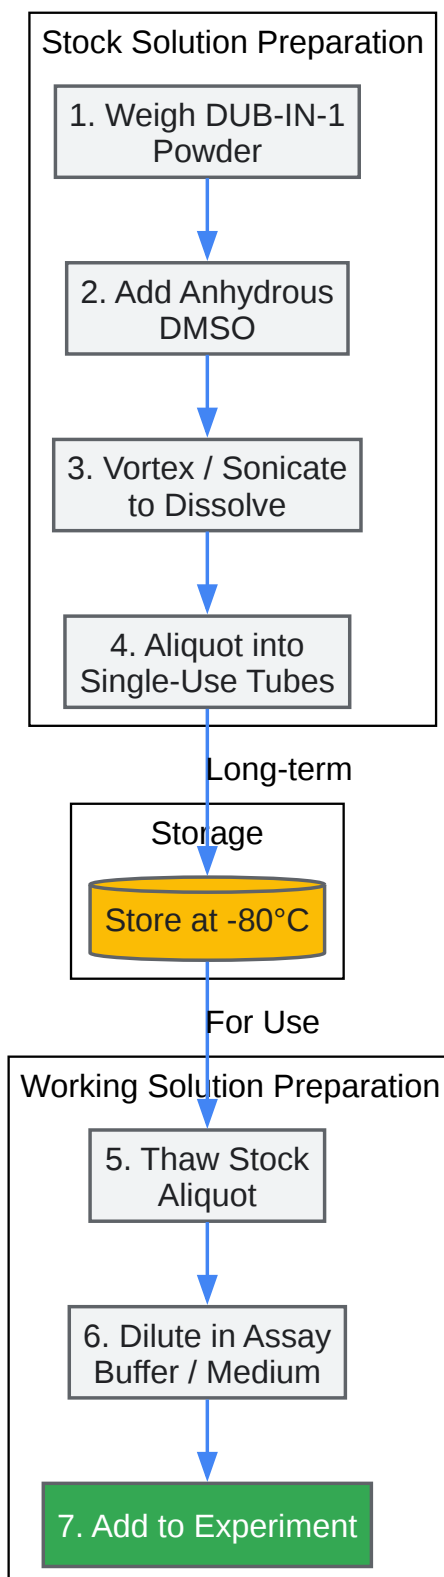 Stock Solution Preparation
1. Weigh DUB-IN-1
Powder
2. Add Anhydrous
DMSO
3. Vortex / Sonicate
to Dissolve
4. Aliquot into
Single-Use Tubes
Long-term
Storage
Store at -80°C
For Use
Working Solution Preparation
5. Thaw Stock
Aliquot
6. Dilute in Assay
Buffer / Medium
7. Add to Experiment